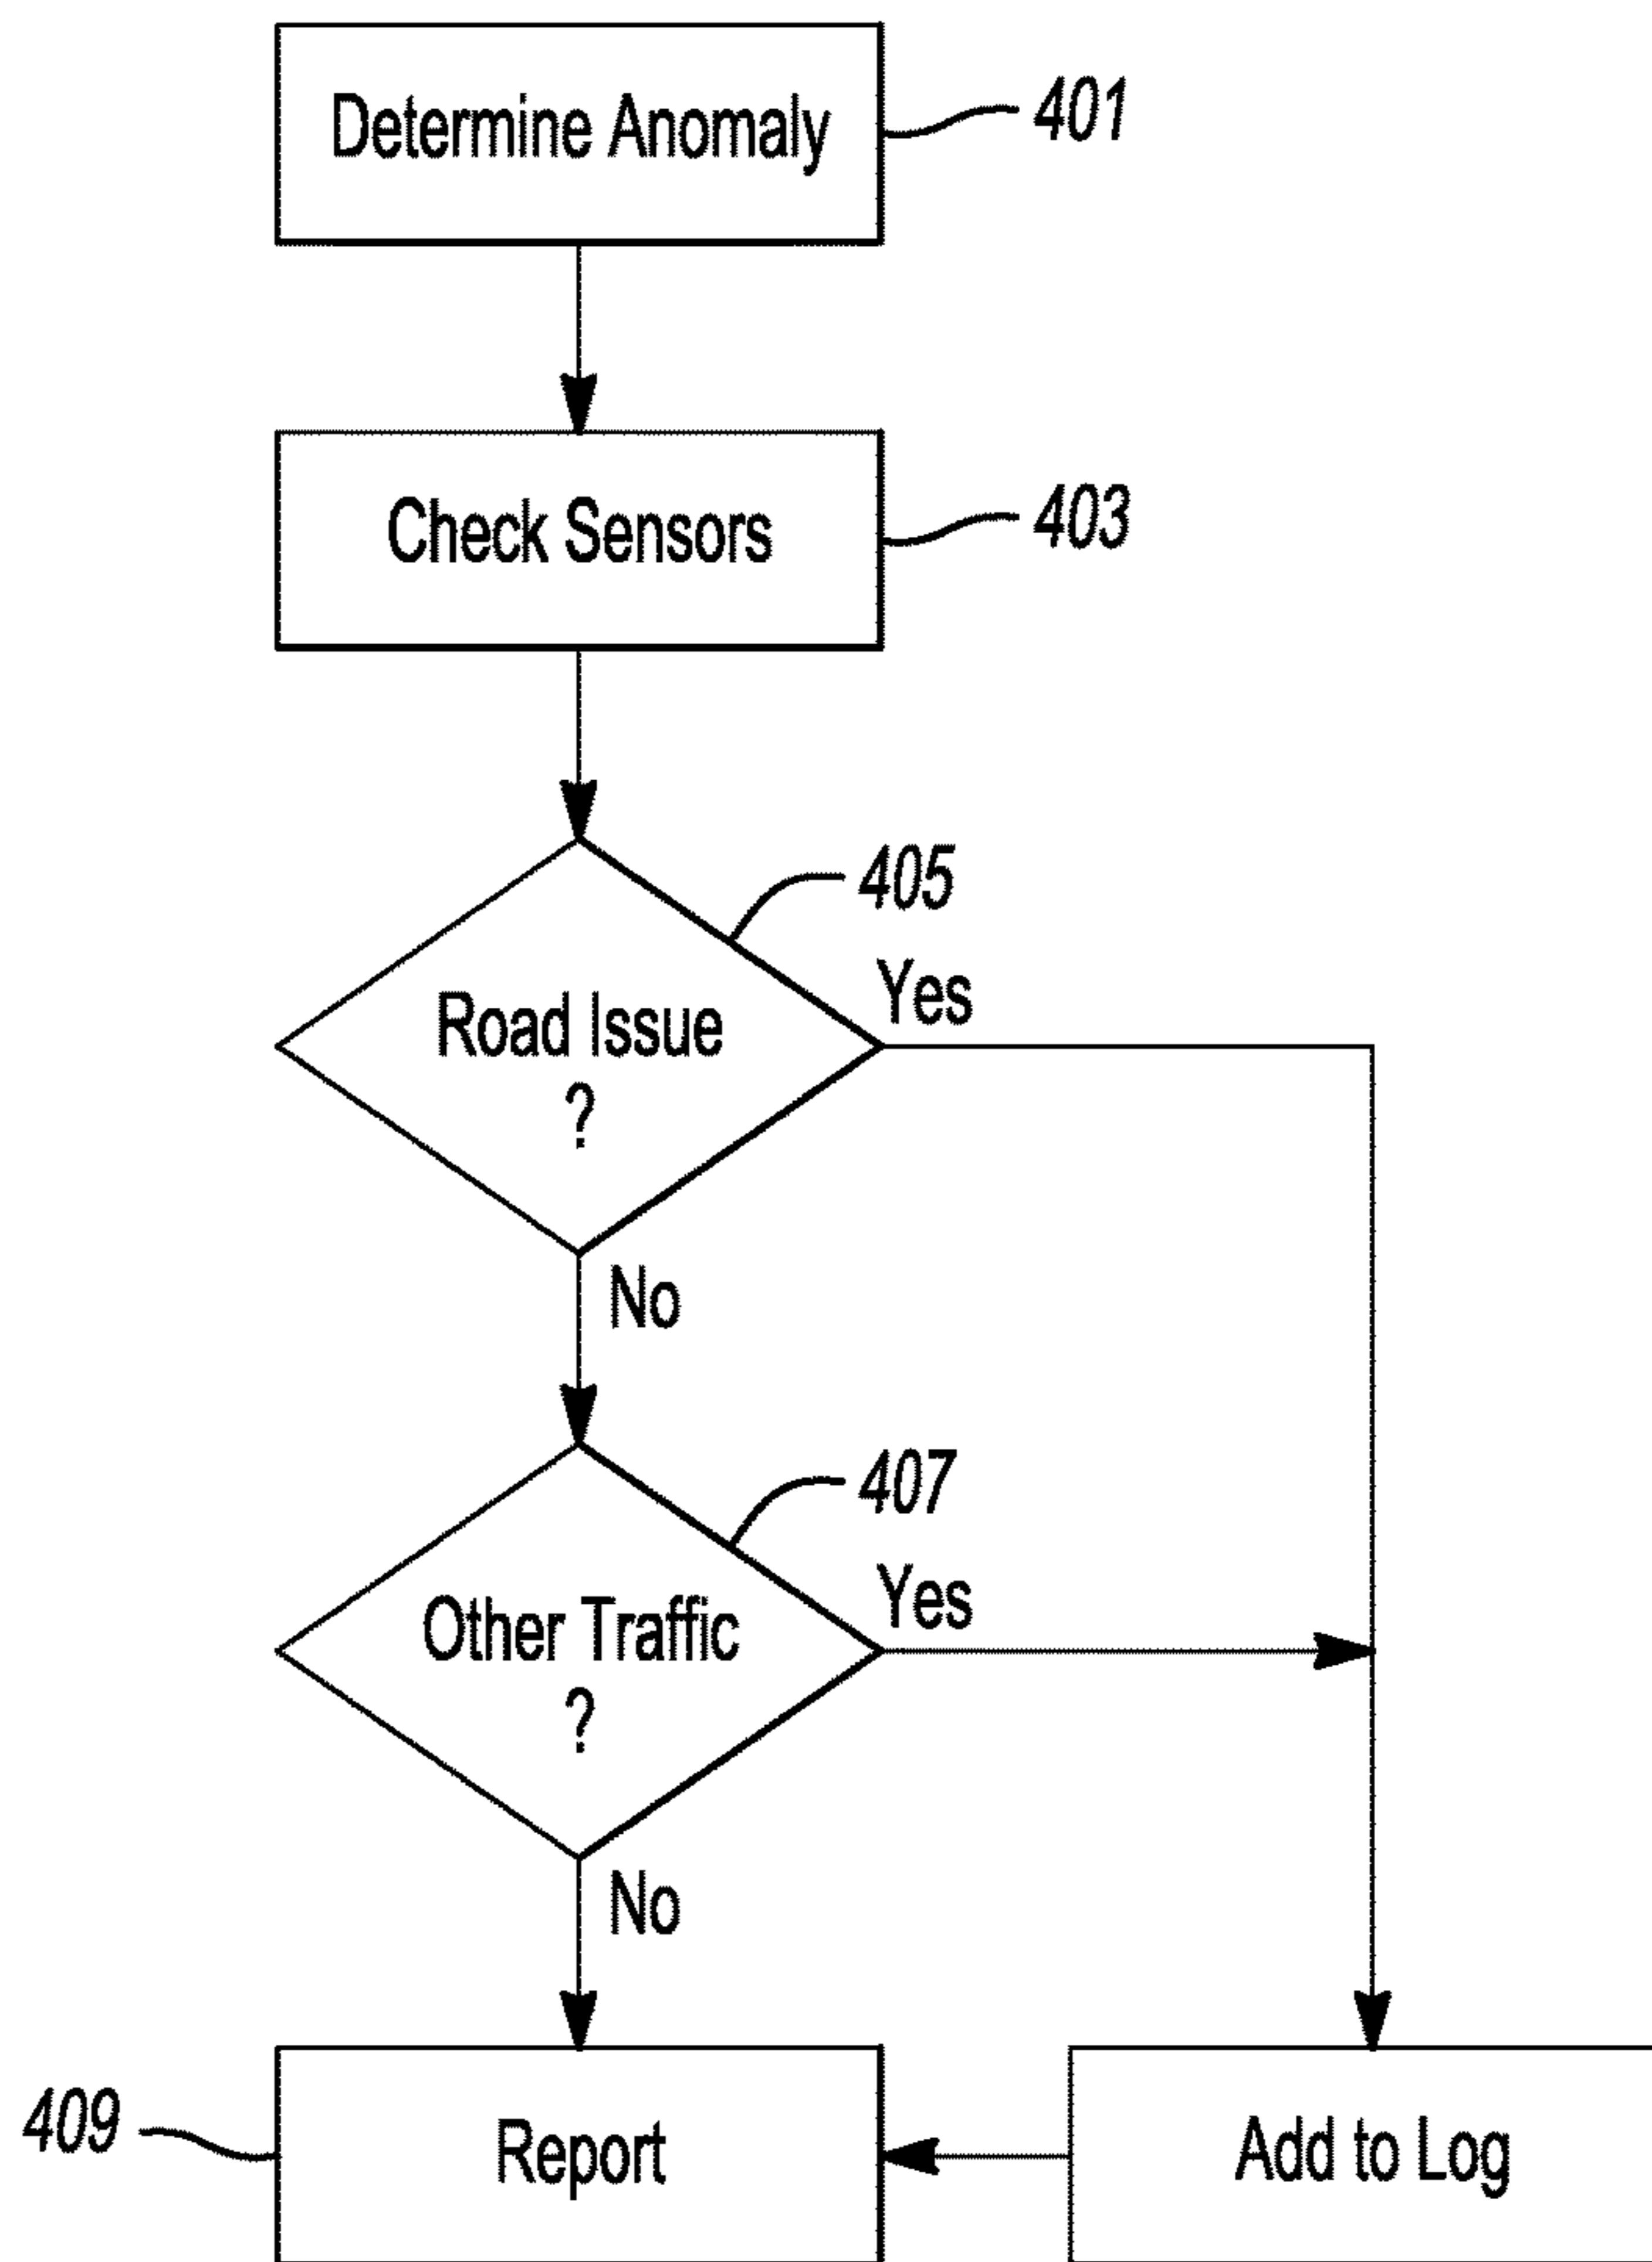 Determine Anomaly
401
Check Sensors
403
405
Yes
Road Issue
?
No
407
Yes
Other Traffic
?
No
409
Report
Add to Log